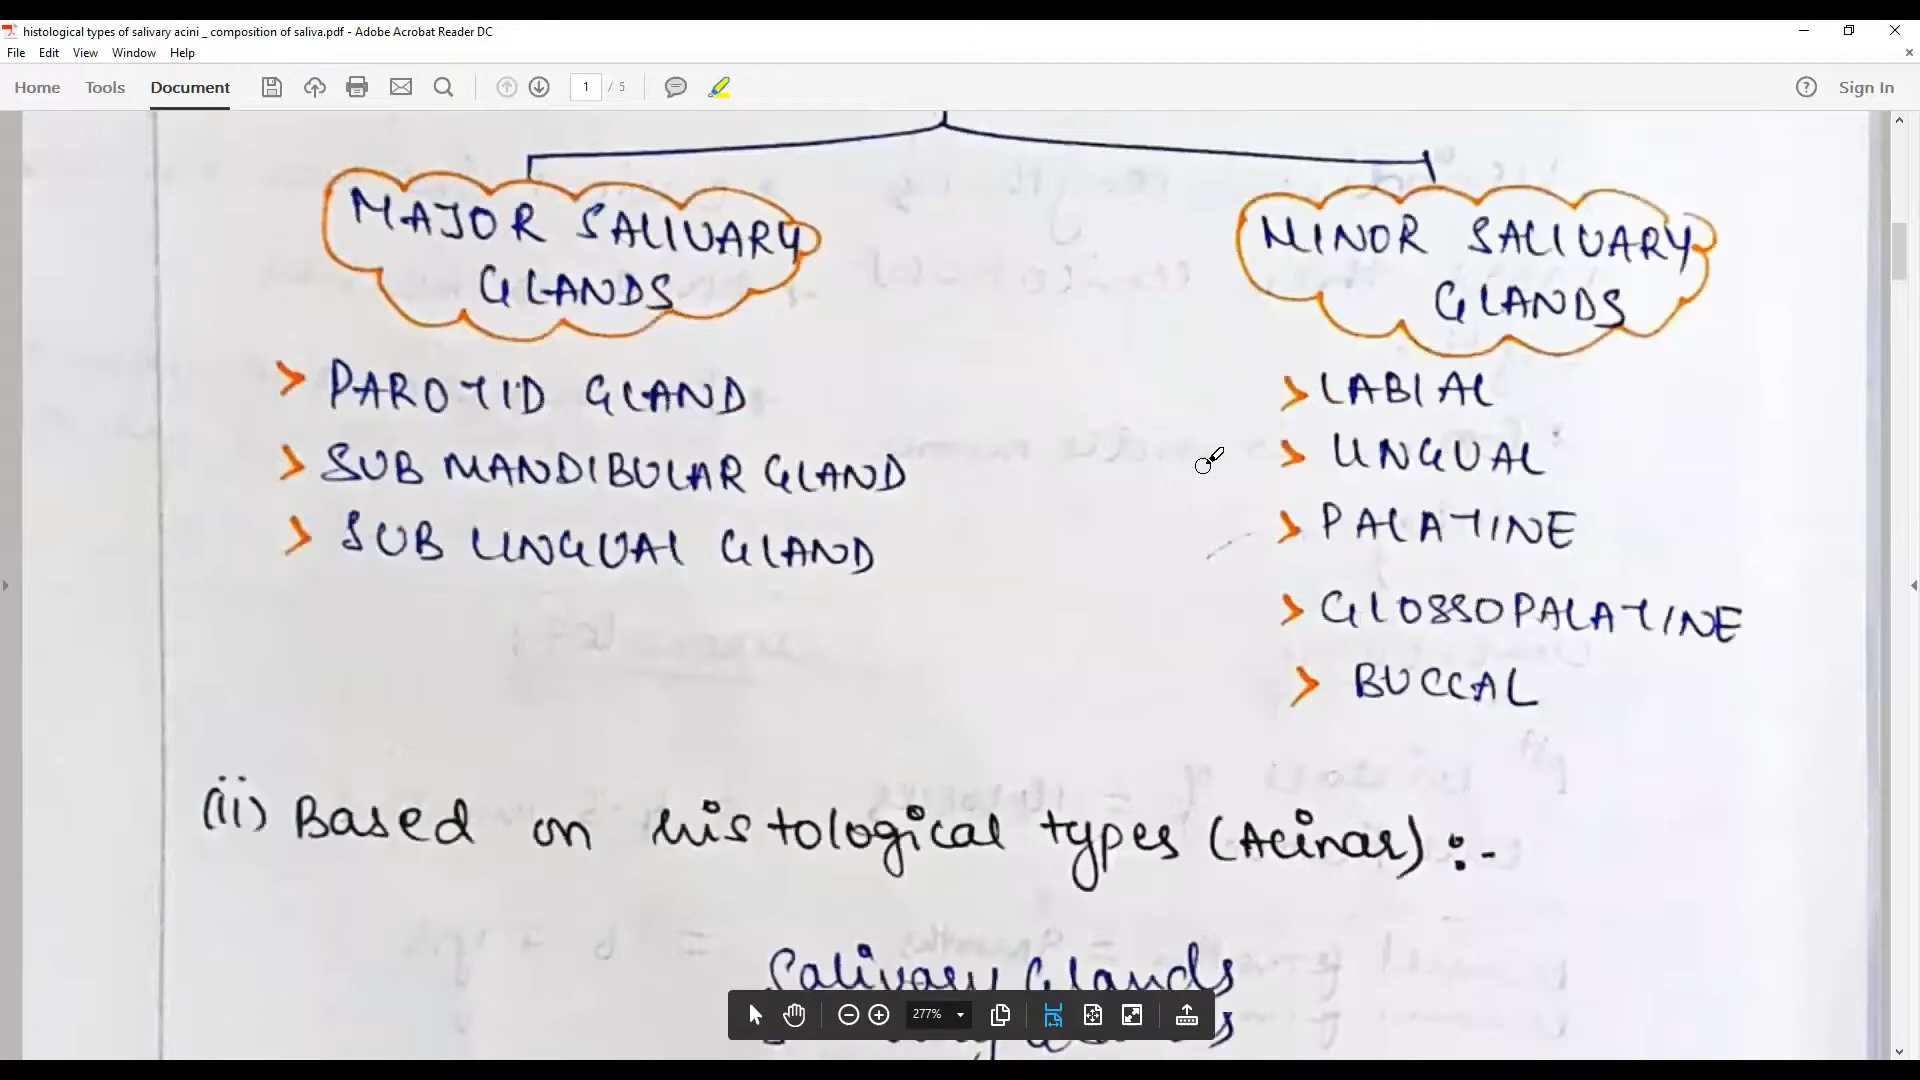 histological types of salivary acini _ composition of saliva.pdf - Adobe Acrobat Reader DC
File Edit View Window Help
Home Tools Document 1 / 5 Sign In
MAJOR SALIVARY GLANDS
PAROTID GLAND
SUB MANDIBULAR GLAND
SUB LINGUAL GLAND
MINOR SALIVARY GLANDS
LABIAL
LINGUAL
PALATINE
GLOSSOPALATINE
BUCCAL
(ii) Based on histological types (Acinar) :-
Salivary Glands
277%